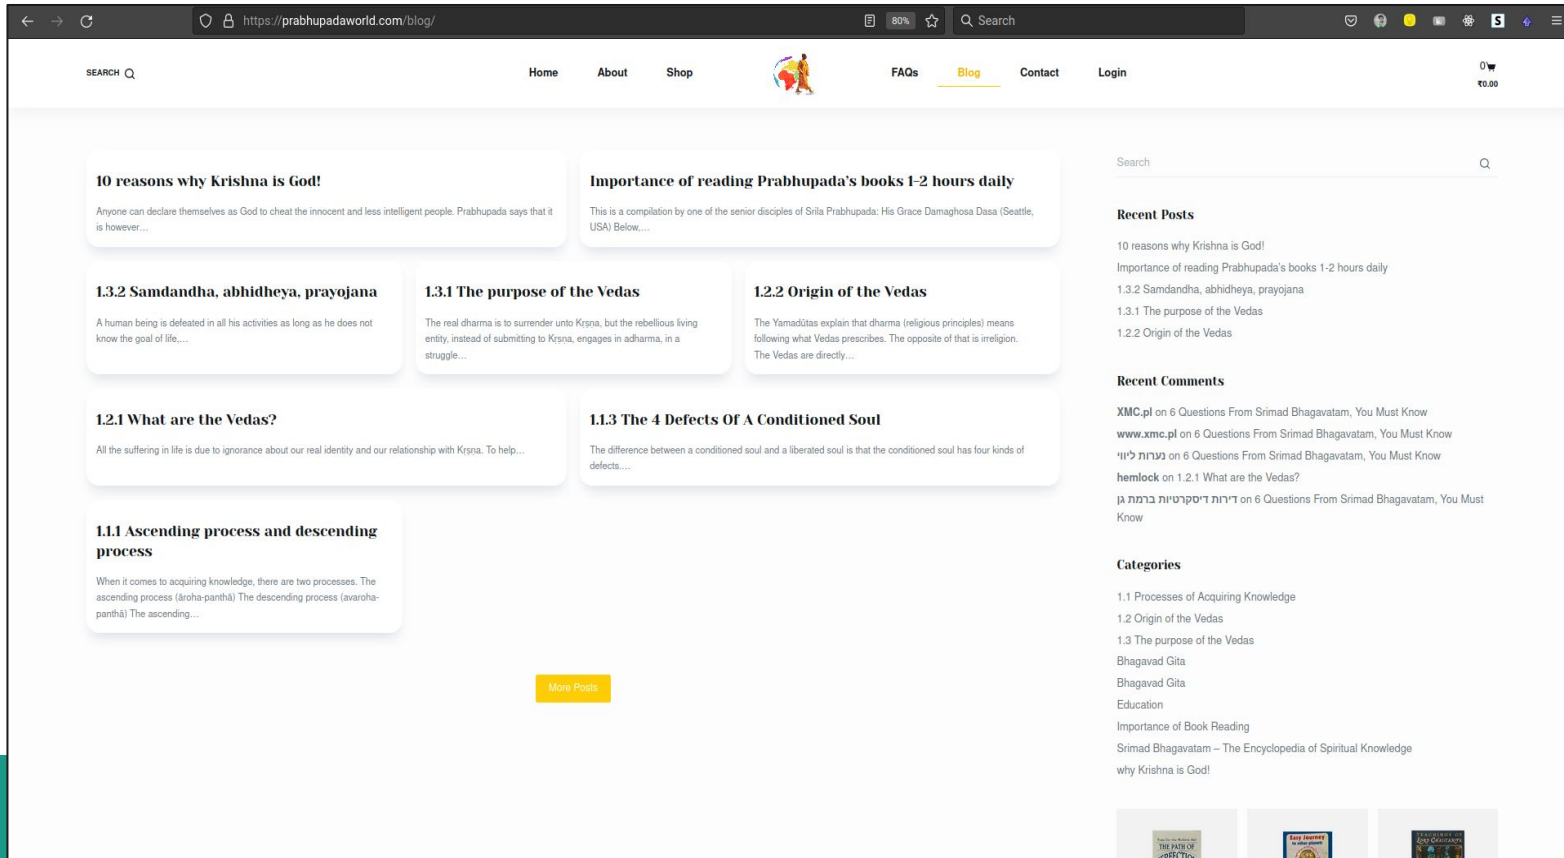 https://prabhupadaworld.com/blog/
80%
Search
SEARCH
Home
About
Shop
FAQs
Blog
Contact
Login
0
₹0.00
10 reasons why Krishna is God!
Anyone can declare themselves as God to cheat the innocent and less intelligent people. Prabhupada says that it
is however…
Importance of reading Prabhupada's books 1-2 hours daily
This is a compilation by one of the senior disciples of Srila Prabhupada: His Grace Damaghosa Dasa (Seattle,
USA) Below,…
1.3.2 Samdandha, abhidheya, prayojana
A human being is defeated in all his activities as long as he does not
know the goal of life,…
1.3.1 The purpose of the Vedas
The real dharma is to surrender unto Kṛṣṇa, but the rebellious living
entity, instead of submitting to Kṛṣṇa, engages in adharma, in a
struggle…
1.2.2 Origin of the Vedas
The Yamadūtas explain that dharma (religious principles) means
following what Vedas prescribes. The opposite of that is irreligion.
The Vedas are directly…
1.2.1 What are the Vedas?
All the suffering in life is due to ignorance about our real identity and our relationship with Kṛṣṇa. To help…
1.1.3 The 4 Defects Of A Conditioned Soul
The difference between a conditioned soul and a liberated soul is that the conditioned soul has four kinds of
defects.…
1.1.1 Ascending process and descending
process
When it comes to acquiring knowledge, there are two processes. The
ascending process (āroha-panthā) The descending process (avaroha-
panthā) The ascending…
More Posts
Search
Recent Posts
10 reasons why Krishna is God!
Importance of reading Prabhupada's books 1-2 hours daily
1.3.2 Samdandha, abhidheya, prayojana
1.3.1 The purpose of the Vedas
1.2.2 Origin of the Vedas
Recent Comments
XMC.pl on 6 Questions From Srimad Bhagavatam, You Must Know
www.xmc.pl on 6 Questions From Srimad Bhagavatam, You Must Know
נערות ליווי on 6 Questions From Srimad Bhagavatam, You Must Know
hemlock on 1.2.1 What are the Vedas?
דירות דיסקרטיות ברמת גן on 6 Questions From Srimad Bhagavatam, You Must
Know
Categories
1.1 Processes of Acquiring Knowledge
1.2 Origin of the Vedas
1.3 The purpose of the Vedas
Bhagavad Gita
Bhagavad Gita
Education
Importance of Book Reading
Srimad Bhagavatam – The Encyclopedia of Spiritual Knowledge
why Krishna is God!
THE PATH OF
Easy Journey
to other planets
TEACHINGS OF
LORD CAITANYA